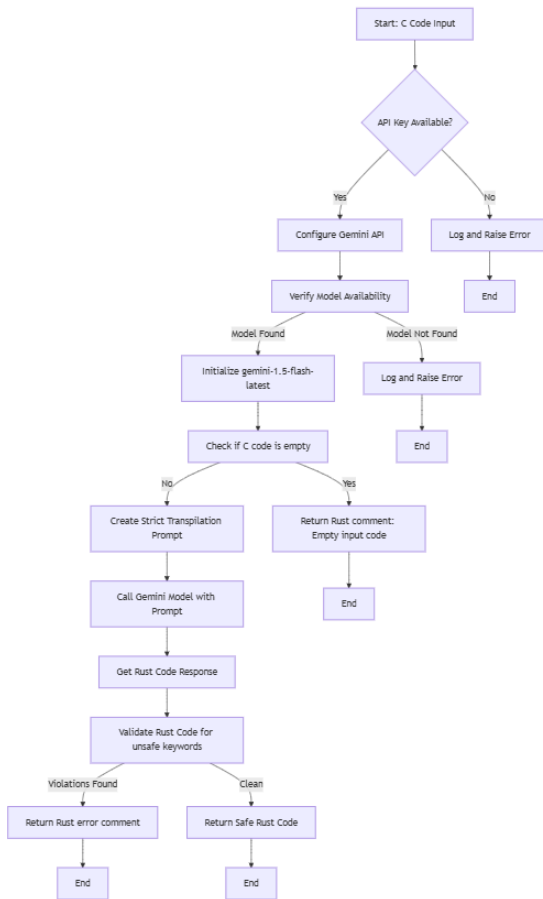 Start: C Code Input
API Key Available?
Yes
No
Configure Gemini API
Log and Raise Error
Verify Model Availability
End
Model Found
Model Not Found
Initialize gemini-1.5-flash-
latest
Log and Raise Error
Check if C code is empty
End
No
Yes
Create Strict Transpilation
Prompt
Return Rust comment:
Empty input code
Call Gemini Model with
Prompt
End
Get Rust Code Response
Validate Rust Code for
unsafe keywords
Violations Found
Clean
Return Rust error comment
Return Safe Rust Code
End
End